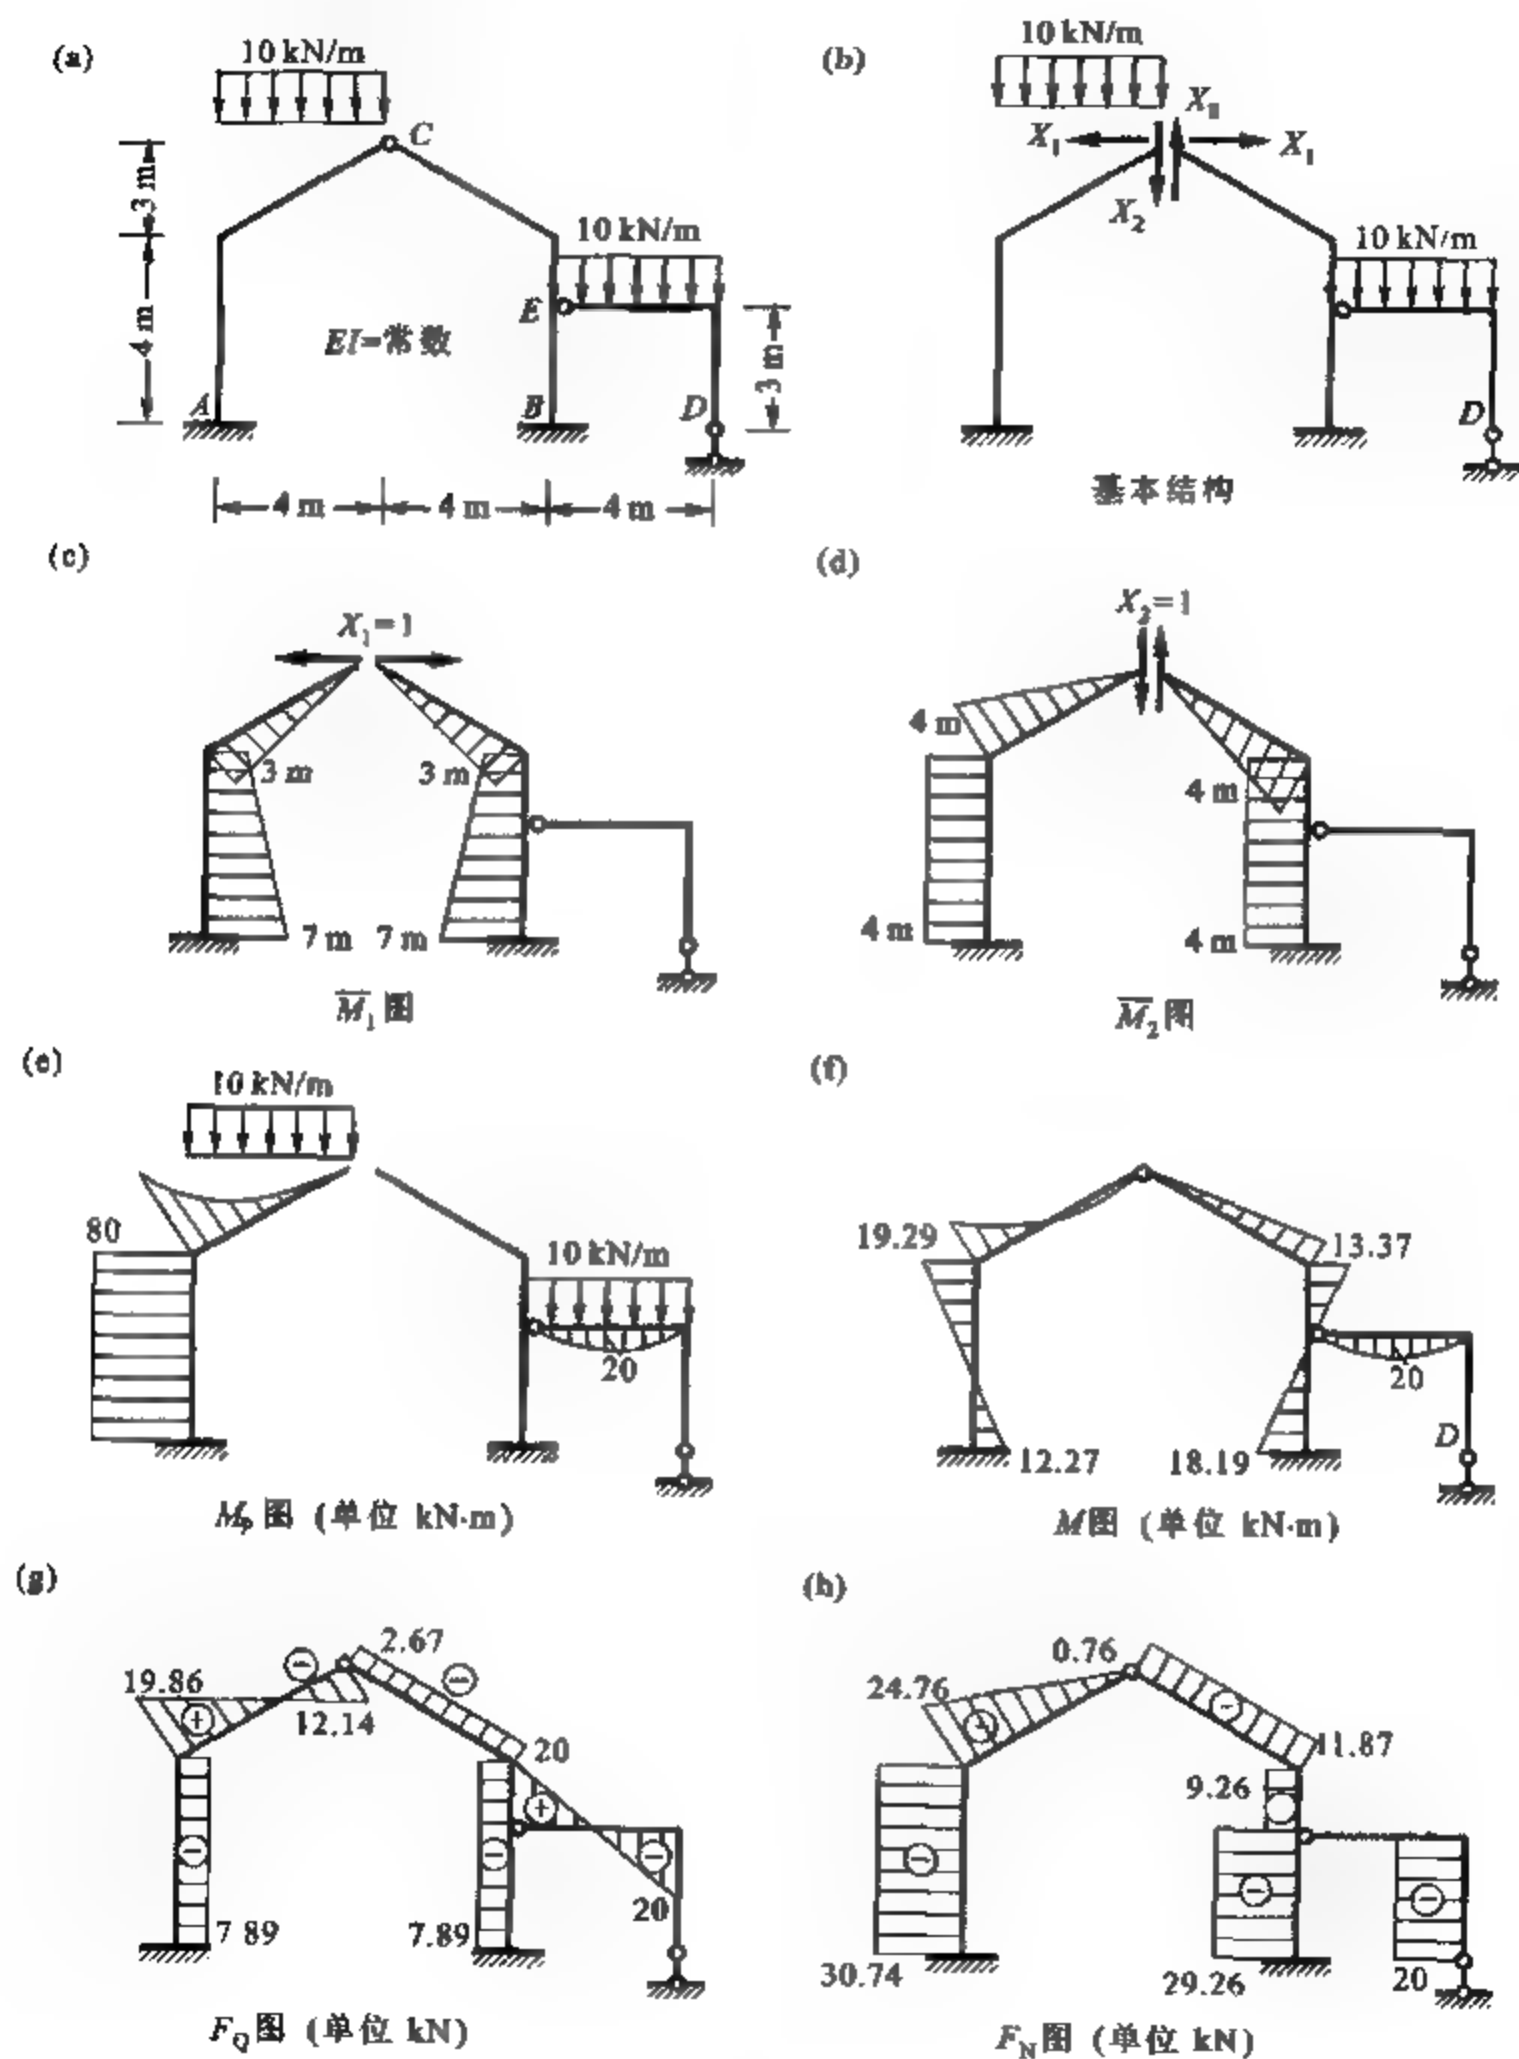 (a)
10 kN/m
C
3 m
4 m
10 kN/m
E
EI=常数
3 m
A
B
D
4 m
4 m
4 m
(b)
10 kN/m
X₁
X₁
X₂
10 kN/m
D
基本结构
(c)
X₁=1
3 m
3 m
7 m
7 m
M̅₁图
(d)
X₂=1
4 m
4 m
4 m
4 m
M̅₂图
(e)
10 kN/m
80
10 kN/m
20
Mₚ图 (单位 kN·m)
(f)
19.29
13.37
20
D
12.27
18.19
M图 (单位 kN·m)
(g)
2.67
19.86
12.14
20
20
7 89
7.89
F_Q图 (单位 kN)
(h)
0.76
24.76
11.87
9.26
30.74
29.26
20
F_N图 (单位 kN)